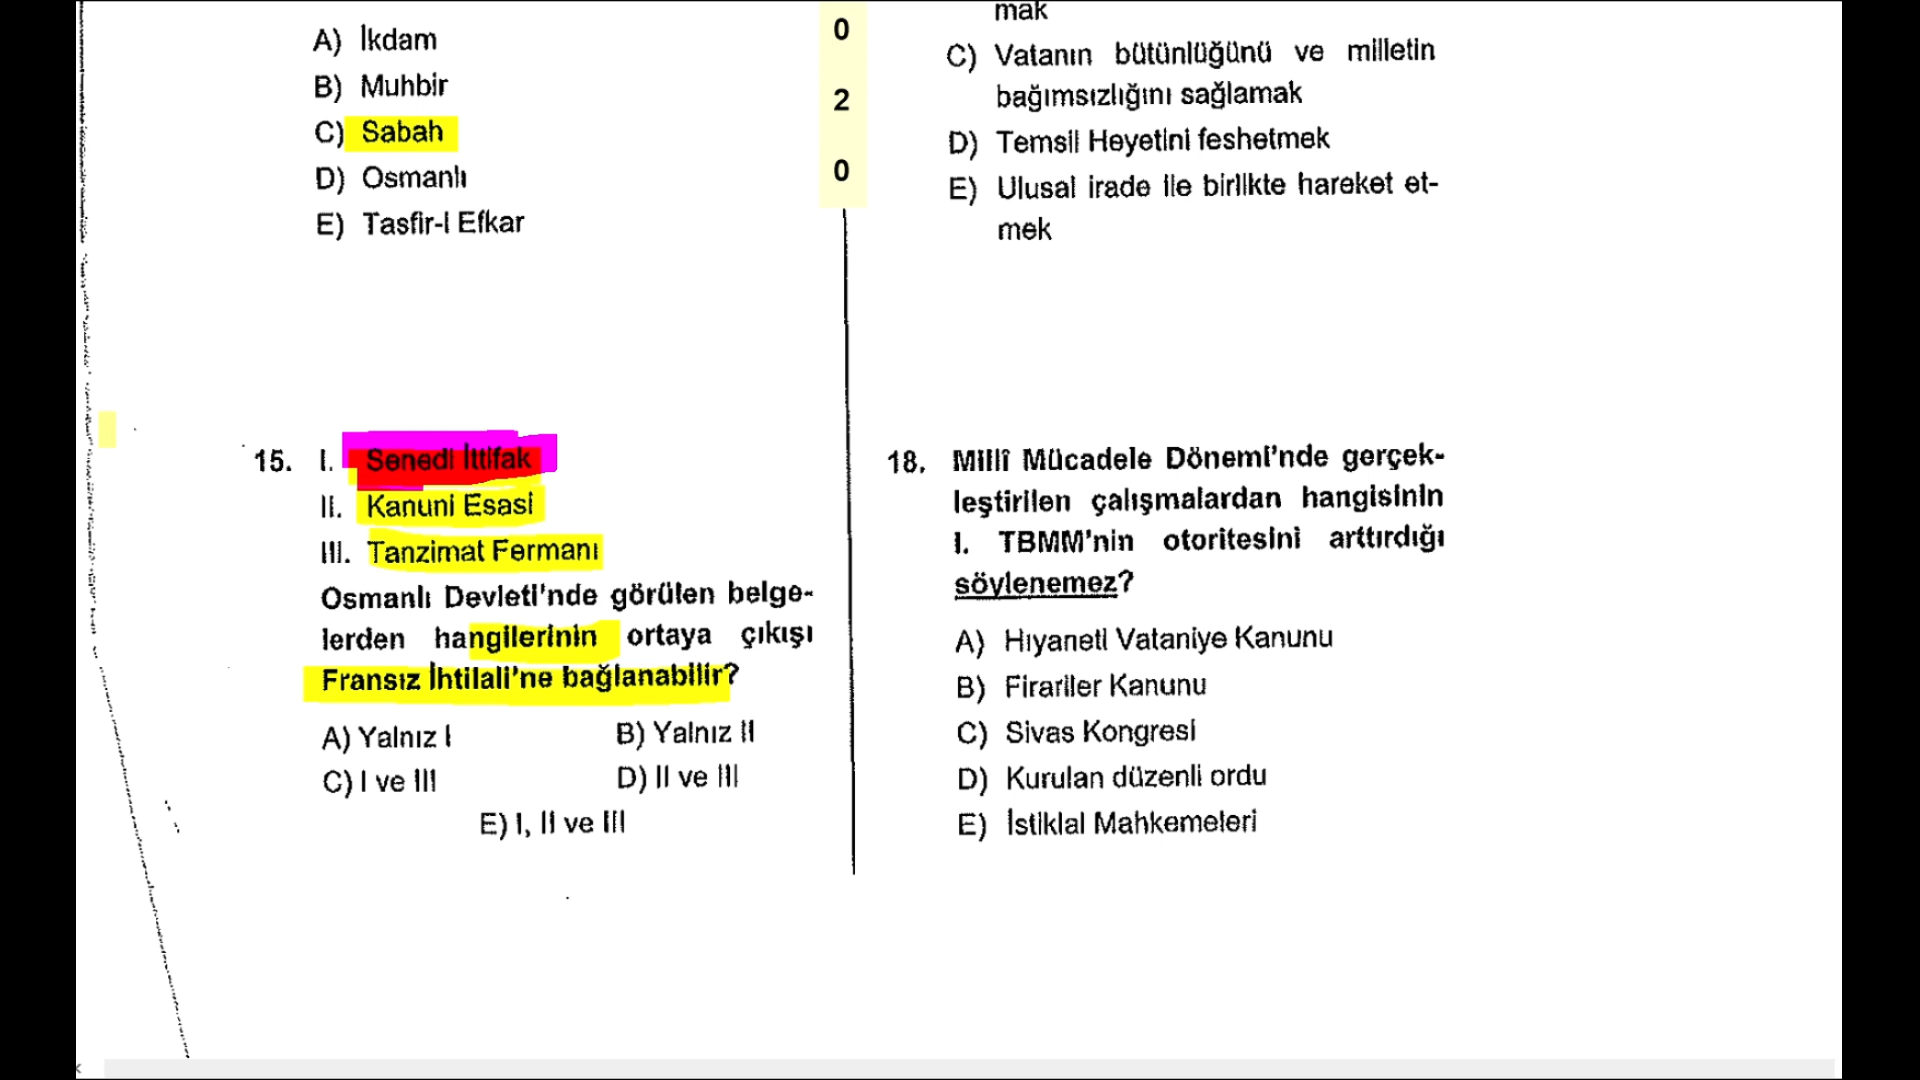 A) İkdam
B) Muhbir
C) Sabah
D) Osmanlı
E) Tasfir-i Efkar
15. I. Senedi İttifak
II. Kanuni Esasi
III. Tanzimat Fermanı
Osmanlı Devleti'nde görülen belge-
lerden hangilerinin ortaya çıkışı
Fransız İhtilali'ne bağlanabilir?
A) Yalnız I B) Yalnız II
C) I ve III D) II ve III
E) I, II ve III
0
2
0
mak
C) Vatanın bütünlüğünü ve milletin
bağımsızlığını sağlamak
D) Temsil Heyetini feshetmek
E) Ulusal irade ile birlikte hareket et-
mek
18. Millî Mücadele Dönemi'nde gerçek-
leştirilen çalışmalardan hangisinin
I. TBMM'nin otoritesini arttırdığı
söylenemez?
A) Hıyaneti Vataniye Kanunu
B) Firariler Kanunu
C) Sivas Kongresi
D) Kurulan düzenli ordu
E) İstiklal Mahkemeleri